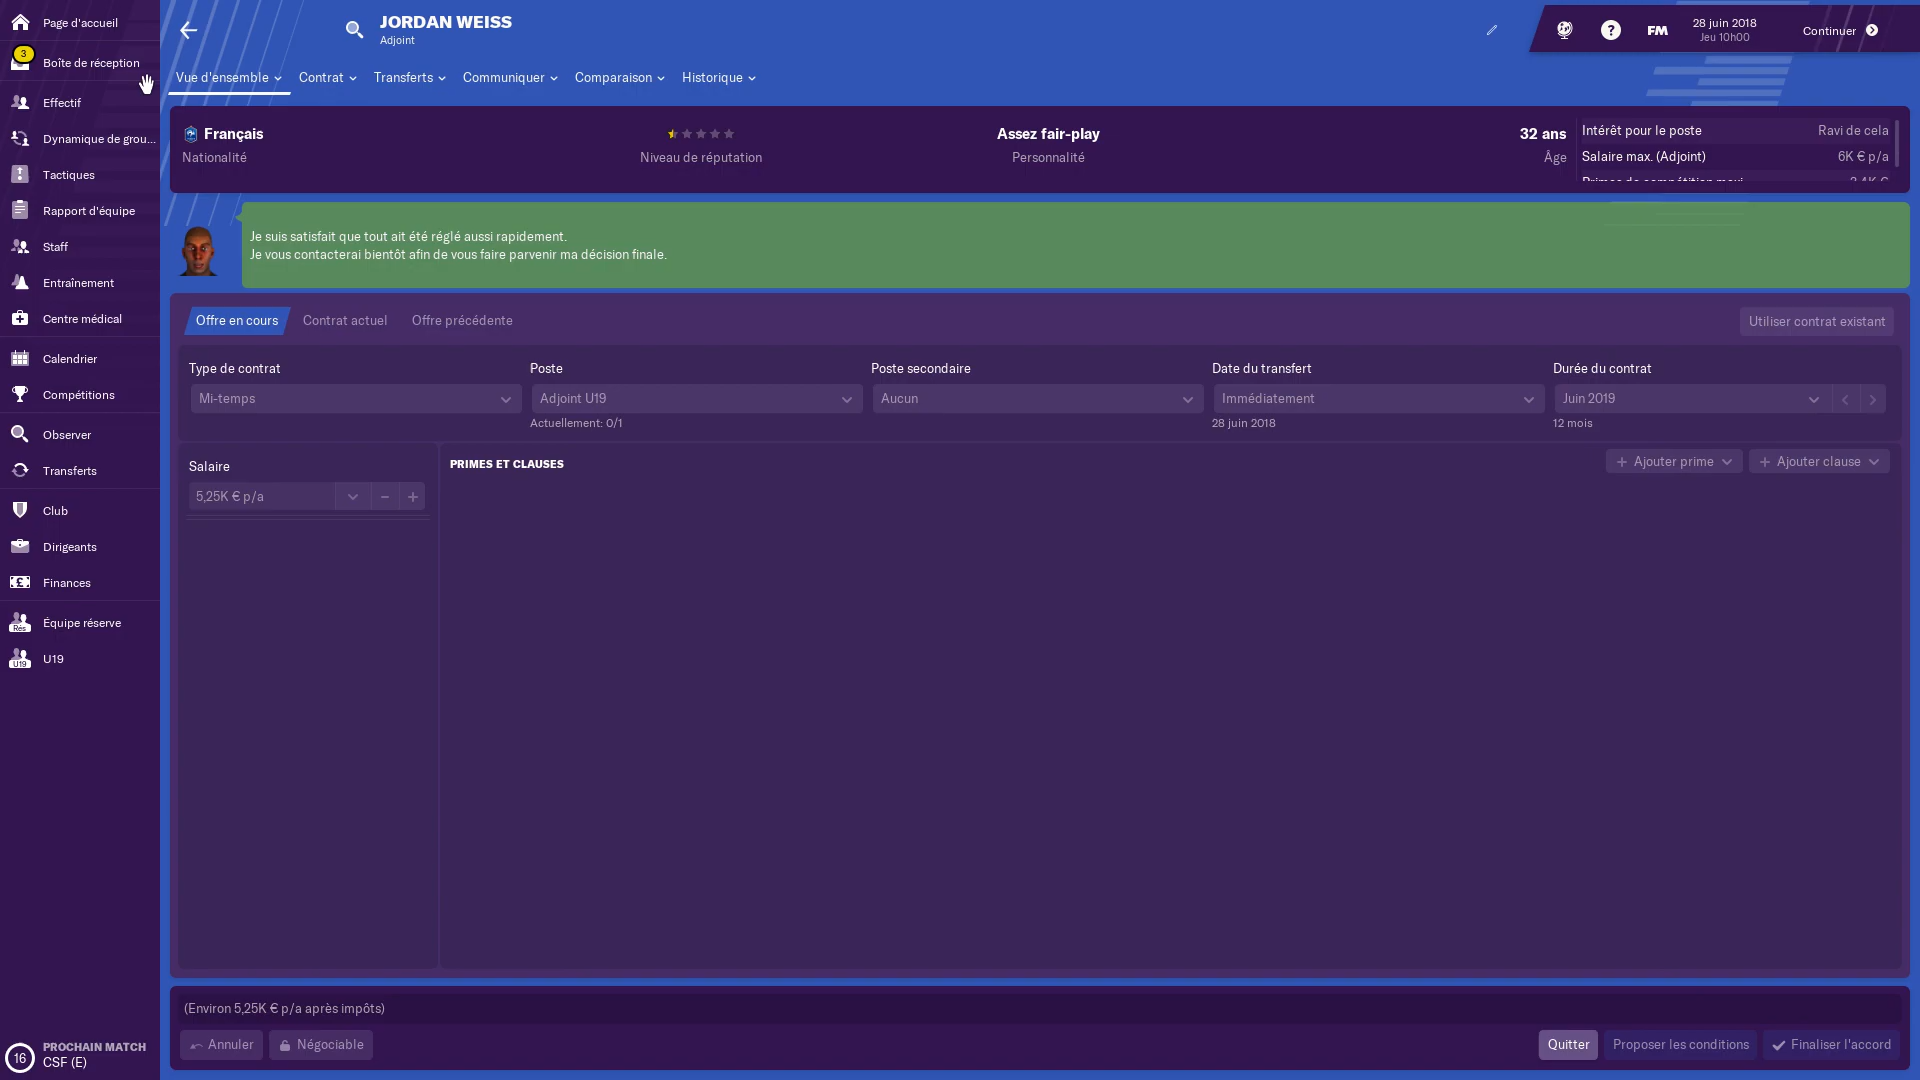 Page d'accueil
3
Boîte de réception
Effectif
Dynamique de grou...
Tactiques
Rapport d'équipe
Staff
Entraînement
Centre médical
Calendrier
Compétitions
Observer
Transferts
Club
Dirigeants
Finances
Rés
Équipe réserve
U19
U19
16
PROCHAIN MATCH
CSF (E)
JORDAN WEISS
Adjoint
FM
28 juin 2018
Jeu 10h00
Continuer
Vue d'ensemble
Contrat
Transferts
Communiquer
Comparaison
Historique
Français
Nationalité
Niveau de réputation
Assez fair-play
Personnalité
32 ans
Âge
Intérêt pour le poste Ravi de cela
Salaire max. (Adjoint) 6K € p/a
Primes de compétition maxi
Je suis satisfait que tout ait été réglé aussi rapidement.
Je vous contacterai bientôt afin de vous faire parvenir ma décision finale.
Offre en cours
Contrat actuel
Offre précédente
Utiliser contrat existant
Type de contrat
Mi-temps
Poste
Adjoint U19
Actuellement: 0/1
Poste secondaire
Aucun
Date du transfert
Immédiatement
28 juin 2018
Durée du contrat
Juin 2019
12 mois
Salaire
5,25K € p/a
PRIMES ET CLAUSES
Ajouter prime
Ajouter clause
(Environ 5,25K € p/a après impôts)
Annuler
Négociable
Quitter
Proposer les conditions
Finaliser l'accord